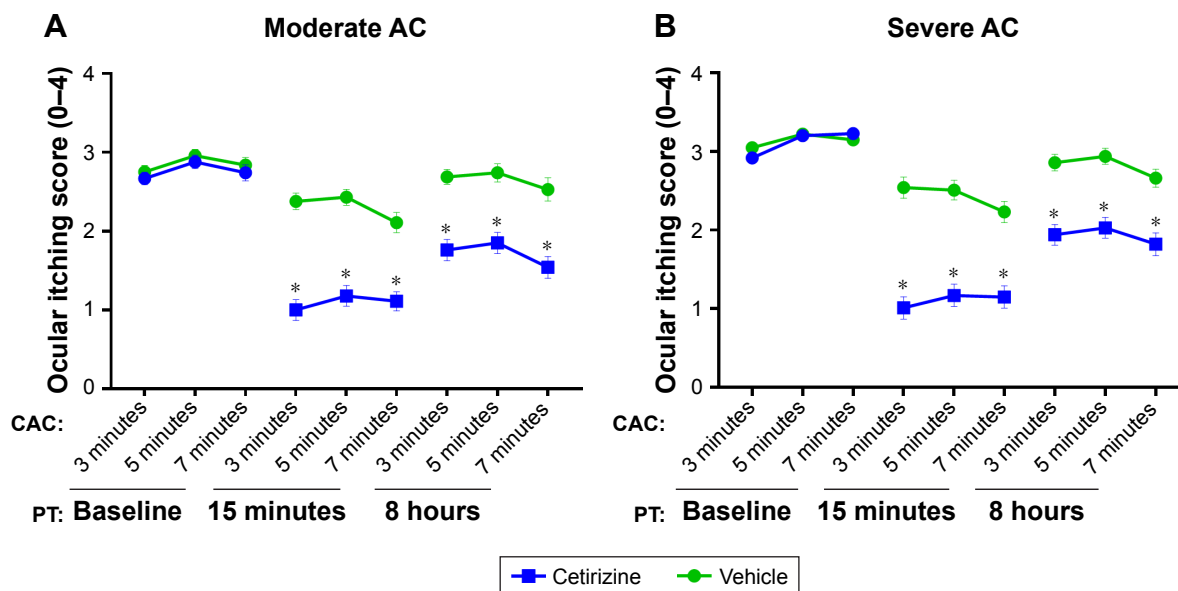 A
Moderate AC
Ocular itching score (0–4)
4
3
2
1
0
* * * * * *
CAC:
3 minutes
5 minutes
7 minutes
3 minutes
5 minutes
7 minutes
3 minutes
5 minutes
7 minutes
PT: Baseline 15 minutes 8 hours
B
Severe AC
Ocular itching score (0–4)
4
3
2
1
0
* * * * * *
CAC:
3 minutes
5 minutes
7 minutes
3 minutes
5 minutes
7 minutes
3 minutes
5 minutes
7 minutes
PT: Baseline 15 minutes 8 hours
Cetirizine Vehicle